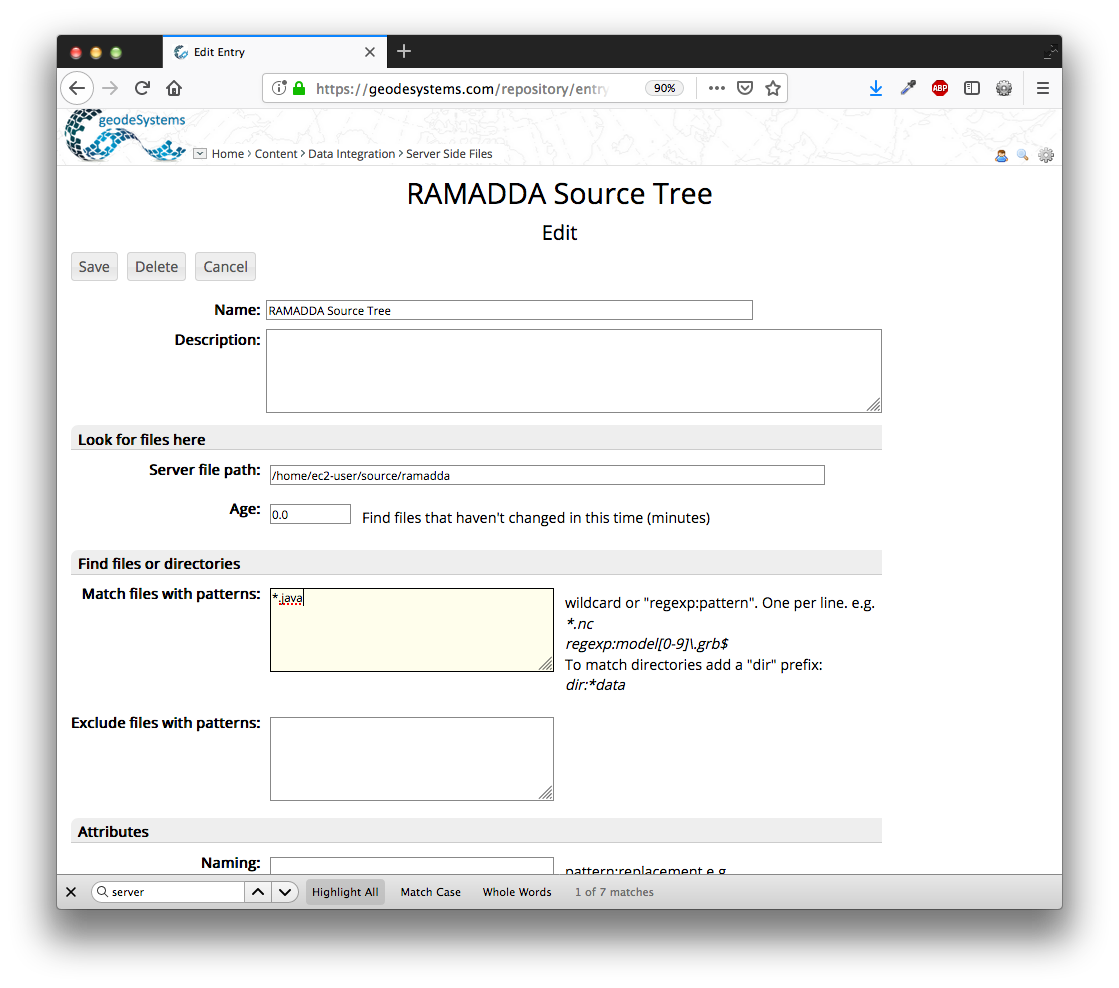 Edit Entry
https://geodesystems.com/repository/entry
90%
ABP
geodeSystems
Home › Content › Data Integration › Server Side Files
RAMADDA Source Tree
Edit
Save Delete Cancel
Name: RAMADDA Source Tree
Description:
Look for files here
Server file path: /home/ec2-user/source/ramadda
Age: 0.0 Find files that haven't changed in this time (minutes)
Find files or directories
Match files with patterns: *.java
wildcard or "regexp:pattern". One per line. e.g.
*.nc
regexp:model[0-9]\.grb$
To match directories add a "dir" prefix:
dir:*data
Exclude files with patterns:
Attributes
Naming:
pattern:replacement e.g.
server Highlight All Match Case Whole Words 1 of 7 matches